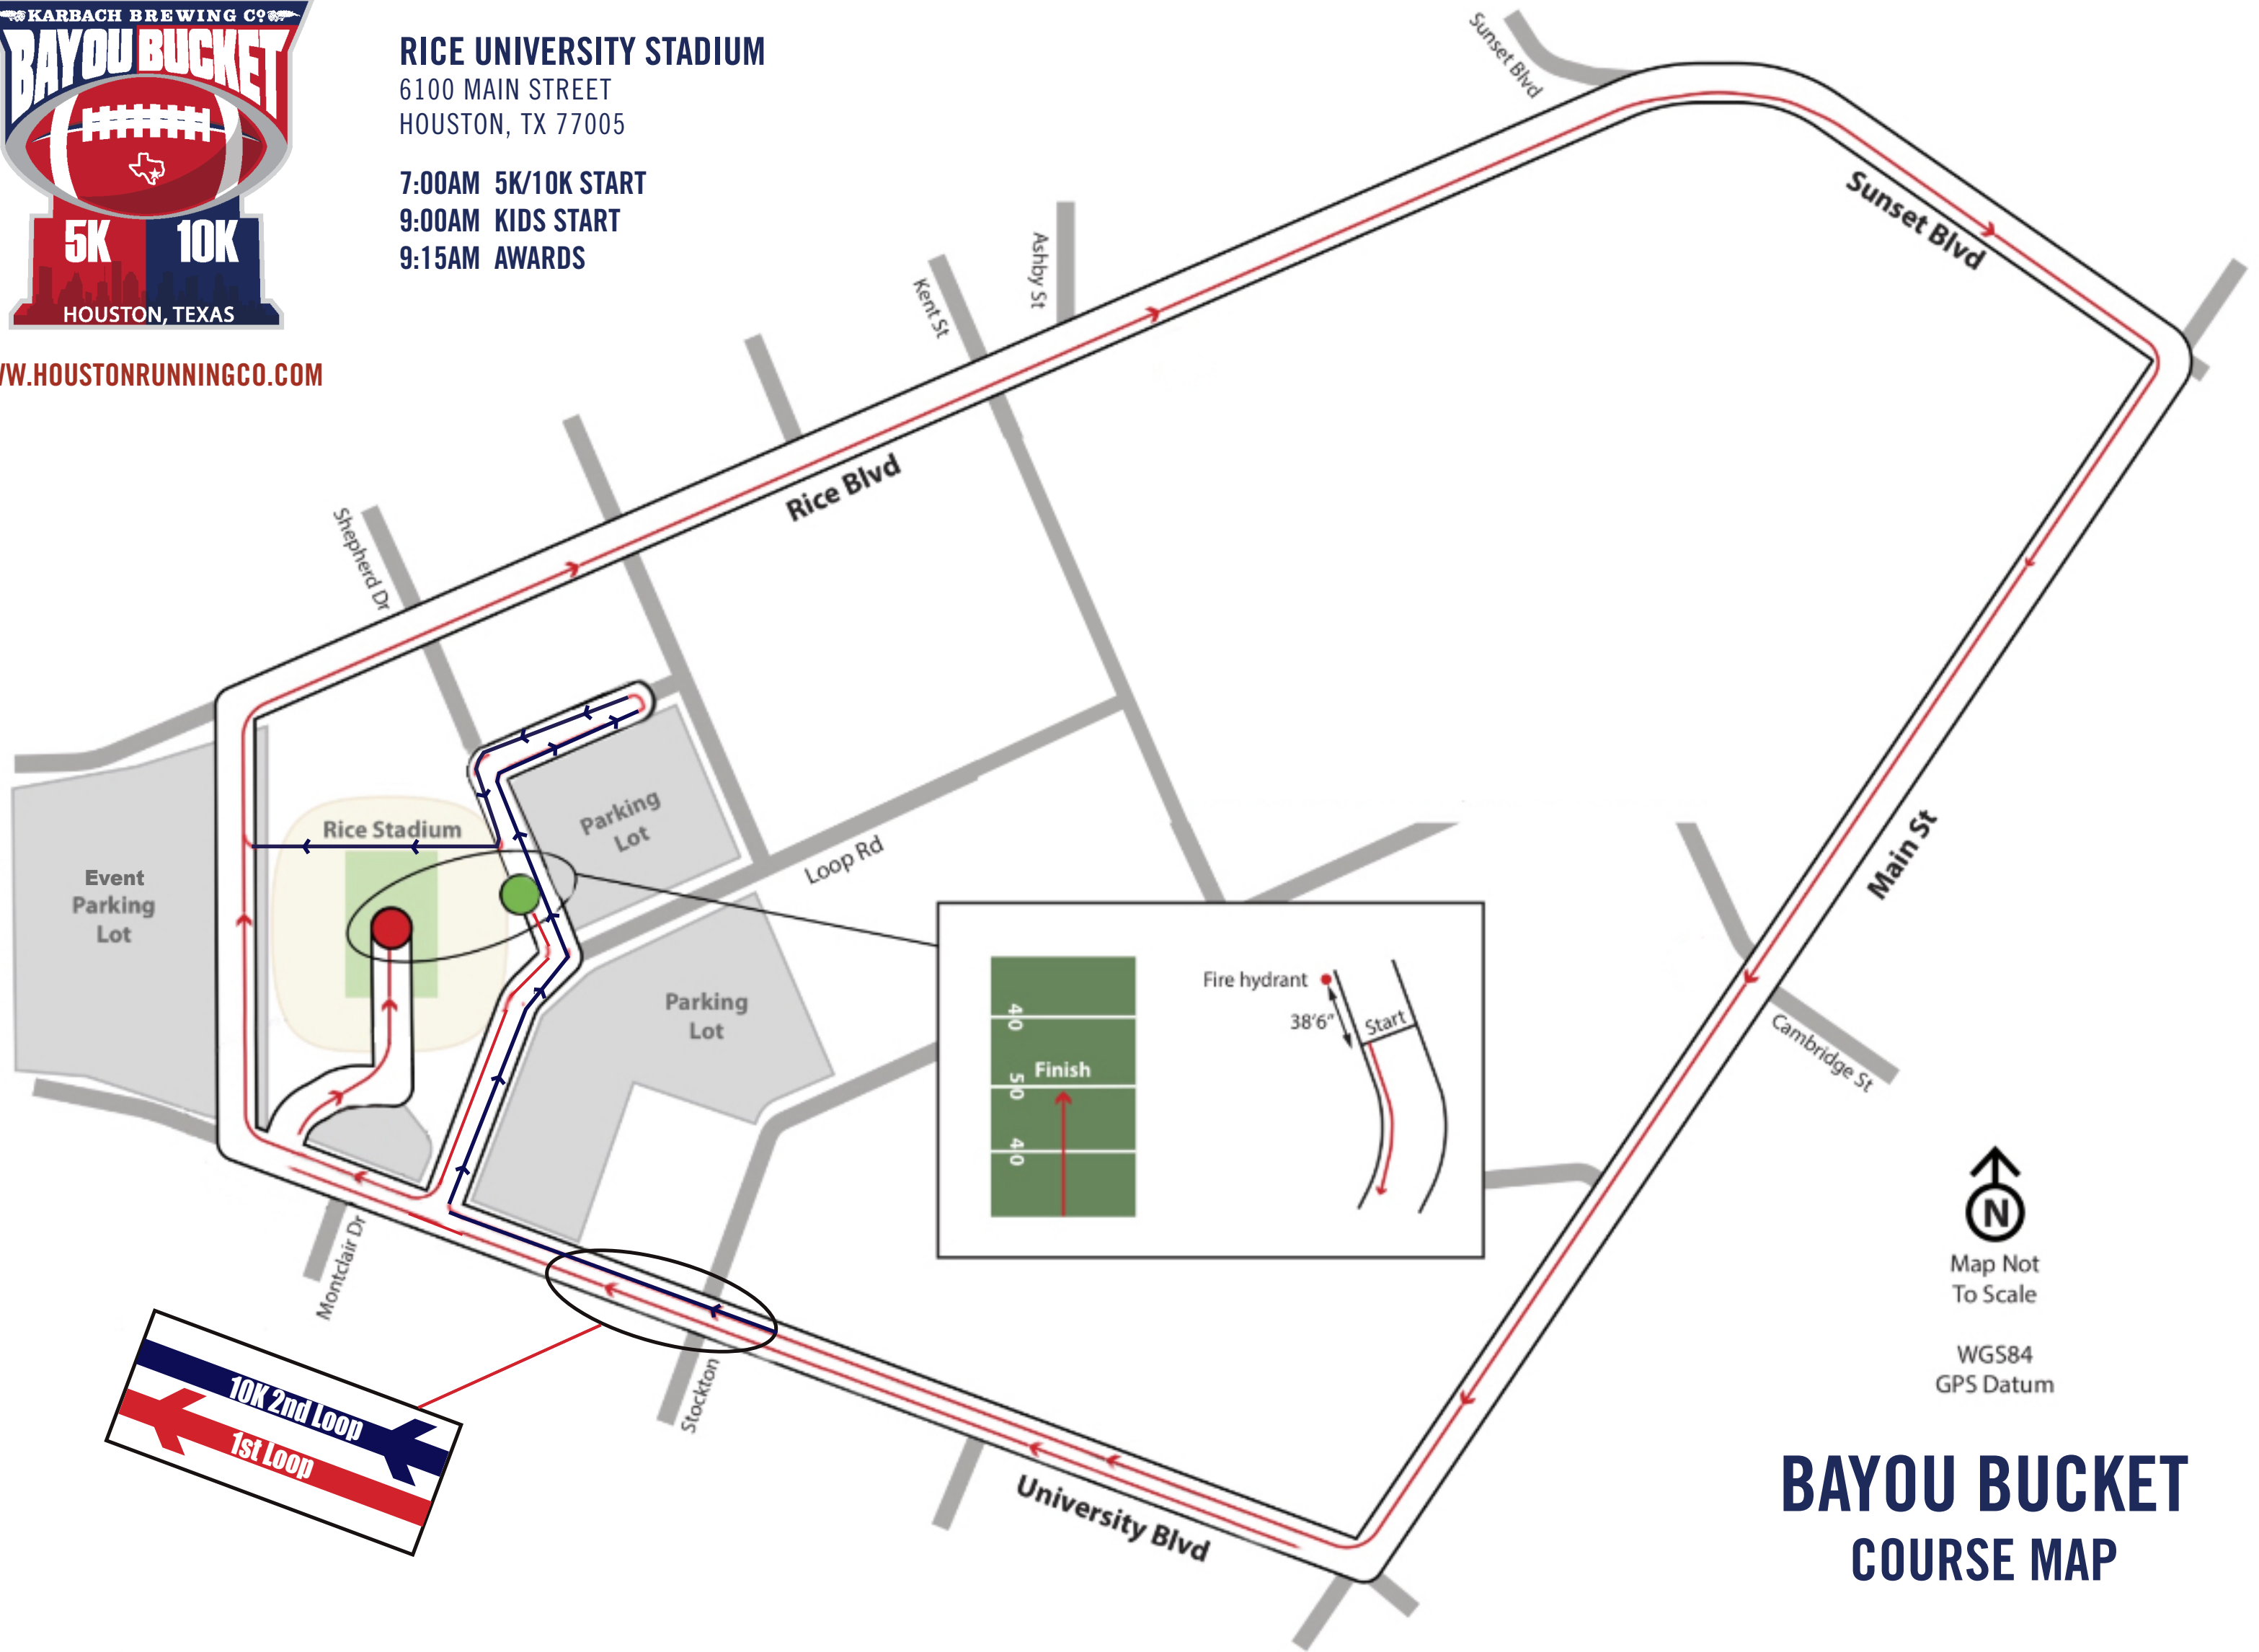 KARBACH BREWING CO
BAYOU BUCKET
5K 10K
HOUSTON, TEXAS
WW.HOUSTONRUNNINGCO.COM
RICE UNIVERSITY STADIUM
6100 MAIN STREET
HOUSTON, TX 77005
7:00AM 5K/10K START
9:00AM KIDS START
9:15AM AWARDS
Sunset Blvd
Sunset Blvd
Ashby St
Kent St
Rice Blvd
Shepherd Dr
Parking
Lot
Rice Stadium
Loop Rd
Event
Parking
Lot
Parking
Lot
Main St
Cambridge St
Fire hydrant
38'6"
Start
40
50
Finish
40
Montclair Dr
Stockton
10K 2nd Loop
1st Loop
University Blvd
N
Map Not
To Scale
WGS84
GPS Datum
BAYOU BUCKET
COURSE MAP